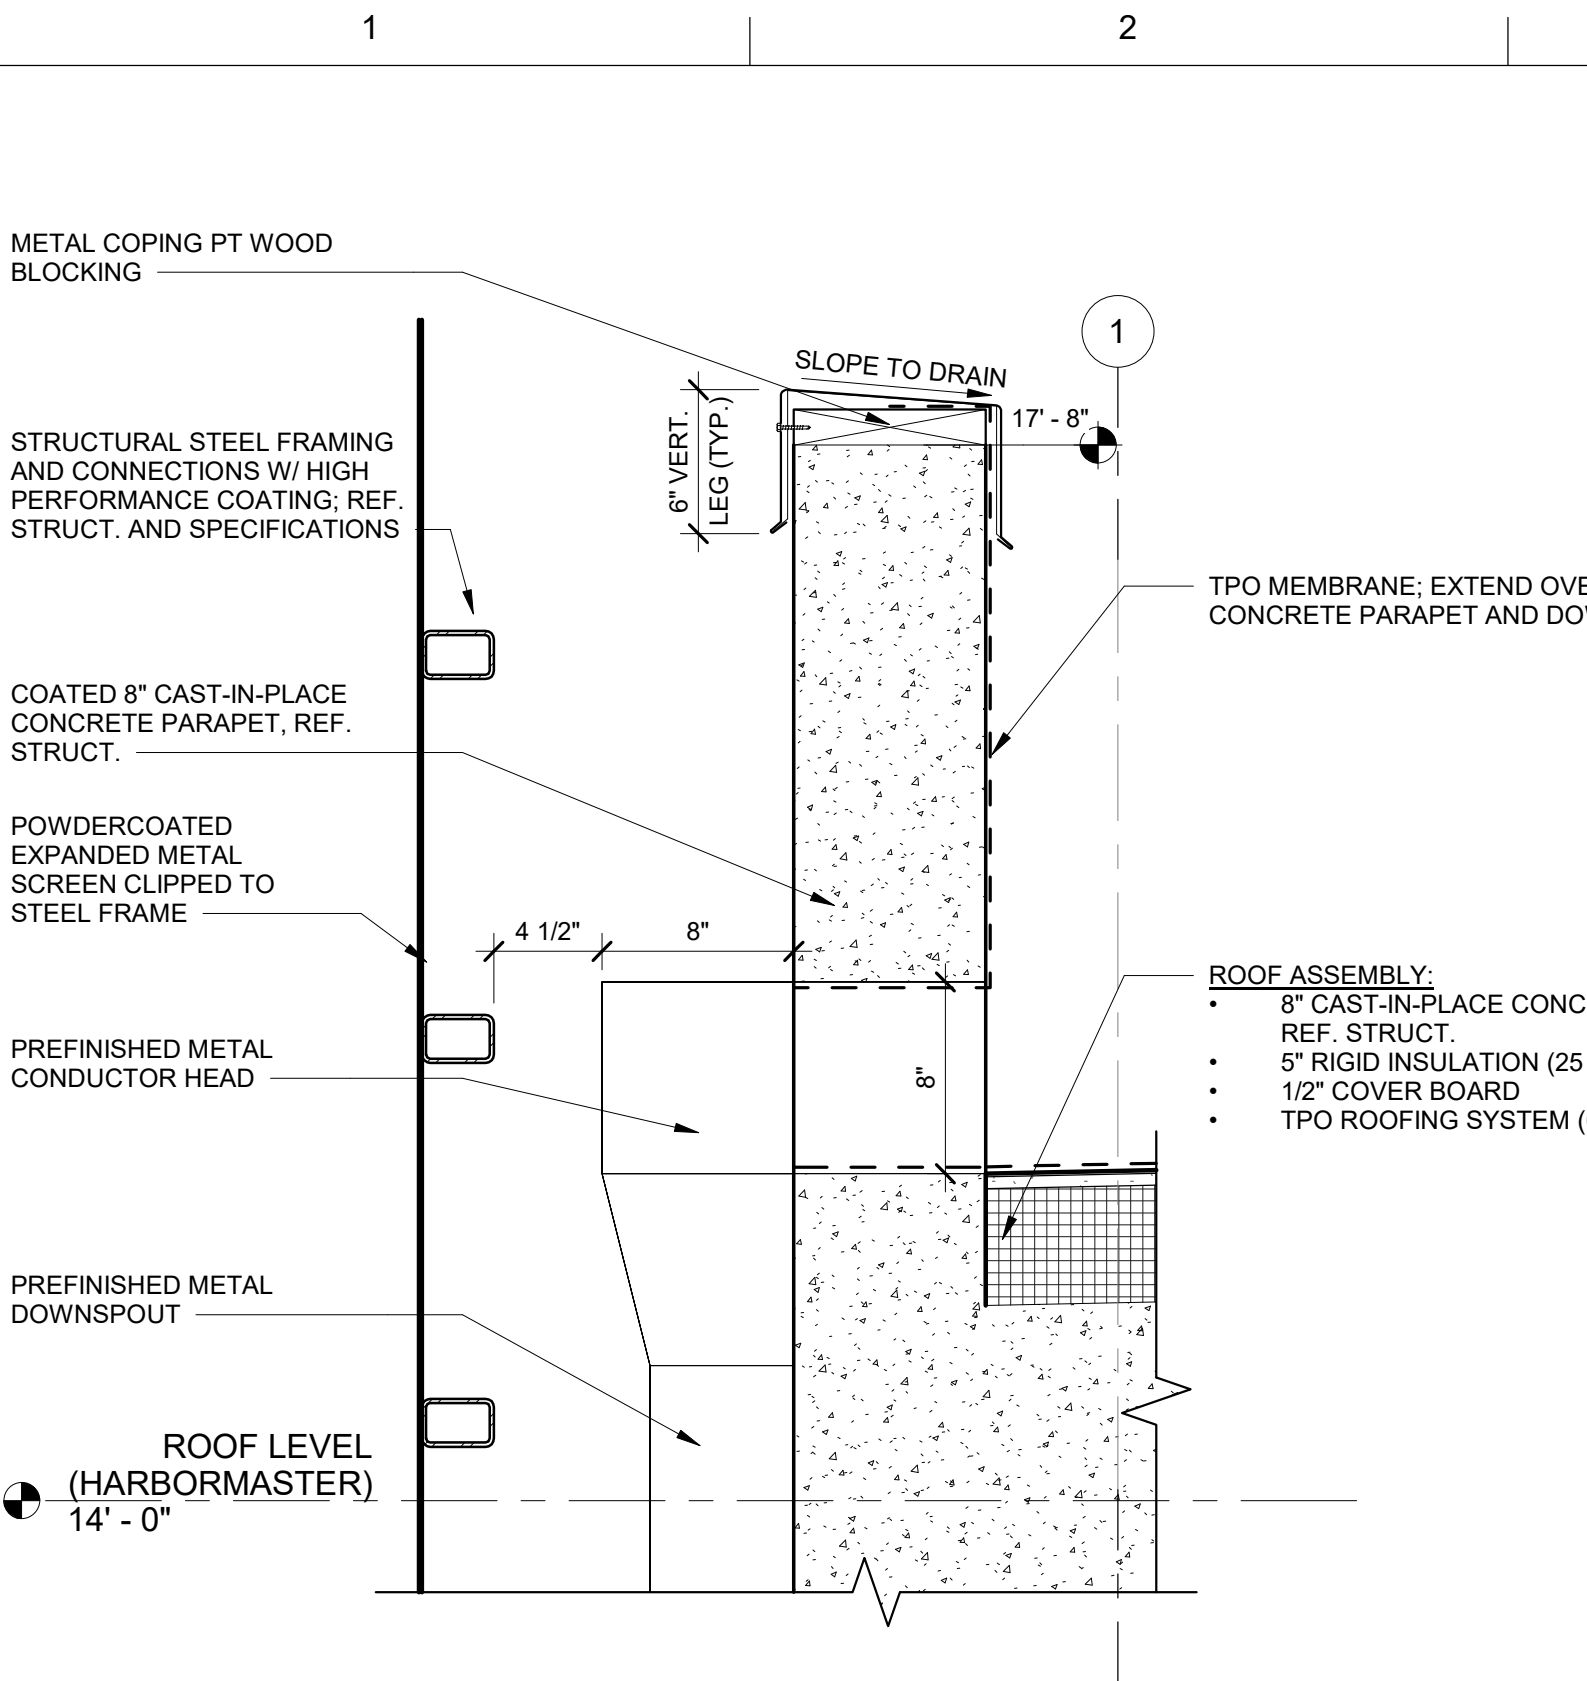 1
2
METAL COPING PT WOOD
BLOCKING
1
SLOPE TO DRAIN
6" VERT.
LEG (TYP.)
17' - 8"
STRUCTURAL STEEL FRAMING
AND CONNECTIONS W/ HIGH
PERFORMANCE COATING; REF.
STRUCT. AND SPECIFICATIONS
TPO MEMBRANE; EXTEND
CONCRETE PARAPET AND
COATED 8" CAST-IN-PLACE
CONCRETE PARAPET, REF.
STRUCT.
POWDERCOATED
EXPANDED METAL
SCREEN CLIPPED TO
STEEL FRAME
4 1/2"
8"
8"
ROOF ASSEMBLY:
• 8" CAST-IN-PLACE
REF. STRUCT.
• 5" RIGID INSULATION (25
• 1/2" COVER BOARD
• TPO ROOFING SYSTEM
PREFINISHED METAL
CONDUCTOR HEAD
PREFINISHED METAL
DOWNSPOUT
ROOF LEVEL
(HARBORMASTER)
14' - 0"